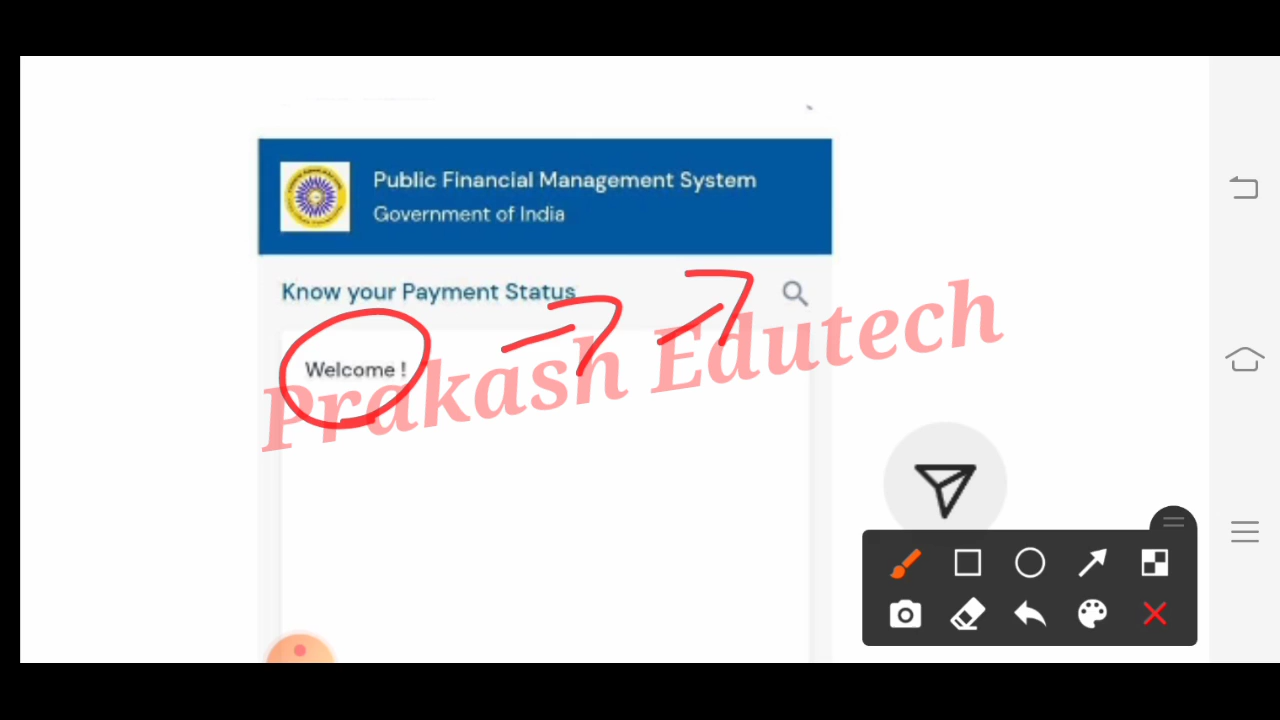 Public Financial Management System
Government of India
Know your Payment Status
Welcome !
Prakash Edutech